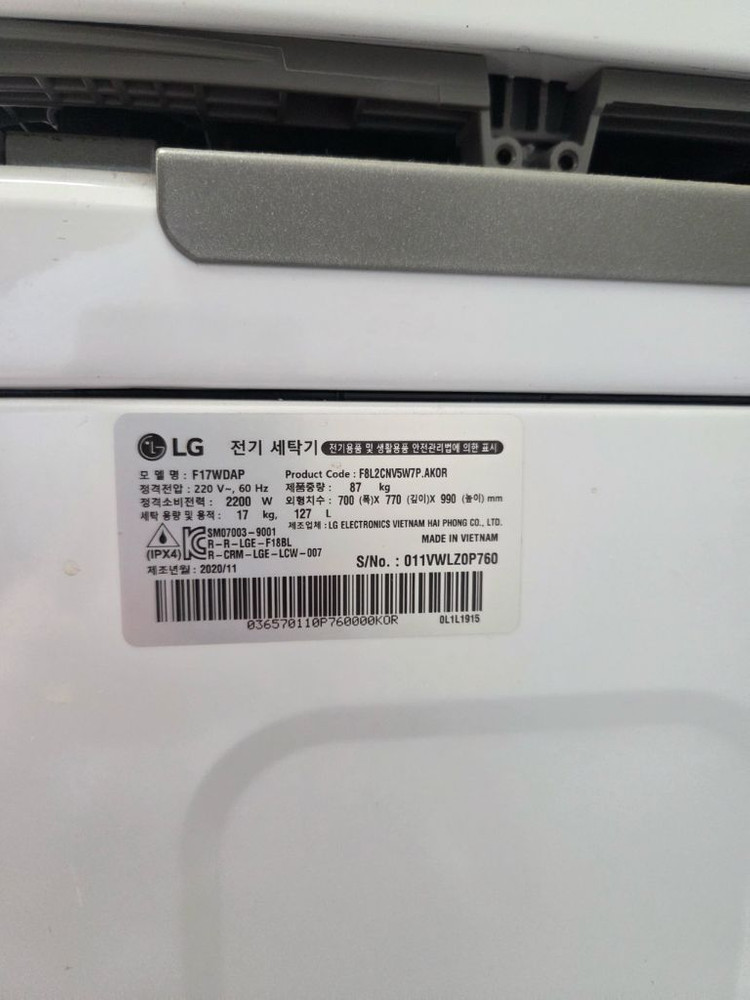 LG 전기 세탁기 전기용품 및 생활용품 안전관리법에 의한 표시
모 델 명 : F17WDAP Product Code : F8L2CNV5W7P.AKOR
정격전압 : 220 V~, 60 Hz 제품중량 : 87 kg
정격소비전력 : 2200 W 외형치수 : 700 (폭)X 770 (깊이)X 990 (높이) mm
세탁 용량 및 용적 : 17 kg, 127 L
제조업체 : LG ELECTRONICS VIETNAM HAI PHONG CO., LTD.
SM07003-9001
R-R-LGE-F18BL
MADE IN VIETNAM
(IPX4) R-CRM-LGE-LCW-007
S/No. : 011VWLZ0P760
제조년월 : 2020/11
036570110P760000KOR
0L1L1915